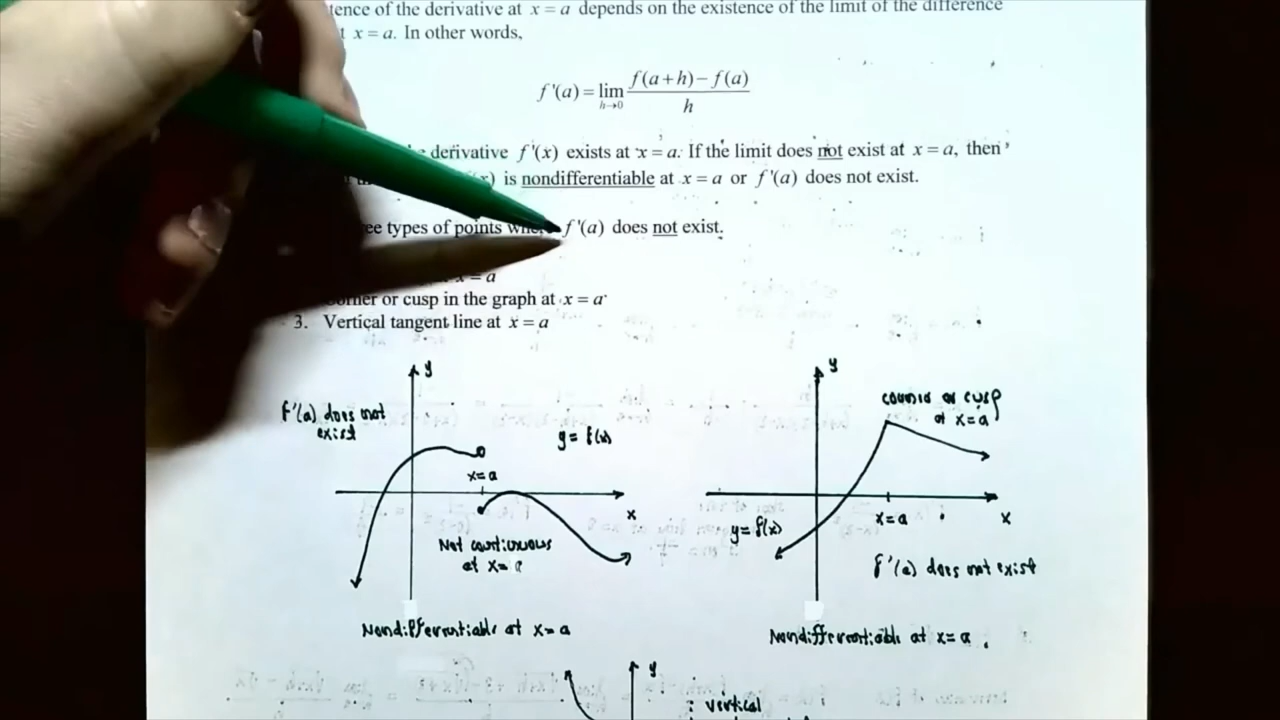 tence of the derivative at x = a depends on the existence of the limit of the difference
x = a. In other words,
f '(a) = lim h→0 f(a+h) − f(a) / h
derivative f '(x) exists at x = a. If the limit does not exist at x = a, then
is nondifferentiable at x = a or f '(a) does not exist.
types of points f '(a) does not exist.
= a
or cusp in the graph at x = a
3. Vertical tangent line at x = a
y
y
f'(a) does not
exist
corner or cusp
at x=a
y = f(x)
x=a
x
x=a
x
y=f(x)
Not continuous
at x=
f'(a) does not exist
Nondifferentiable at x=a
Nondifferentiable at x=a
y
vertical